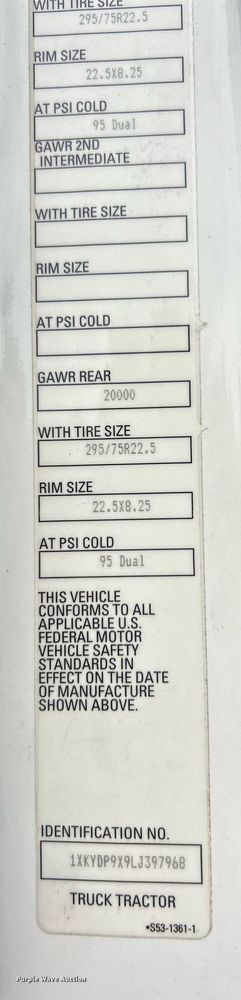 WITH TIRE SIZE
295/75R22.5
RIM SIZE
22.5X8.25
AT PSI COLD
95 Dual
GAWR 2ND
INTERMEDIATE
WITH TIRE SIZE
RIM SIZE
AT PSI COLD
GAWR REAR
20000
WITH TIRE SIZE
295/75R22.5
RIM SIZE
22.5X8.25
AT PSI COLD
95 Dual
THIS VEHICLE
CONFORMS TO ALL
APPLICABLE U.S.
FEDERAL MOTOR
VEHICLE SAFETY
STANDARDS IN
EFFECT ON THE DATE
OF MANUFACTURE
SHOWN ABOVE.
IDENTIFICATION NO.
1XKYDP9X9LJ397968
TRUCK TRACTOR
•S53-1361-1
Purple Wave Auction